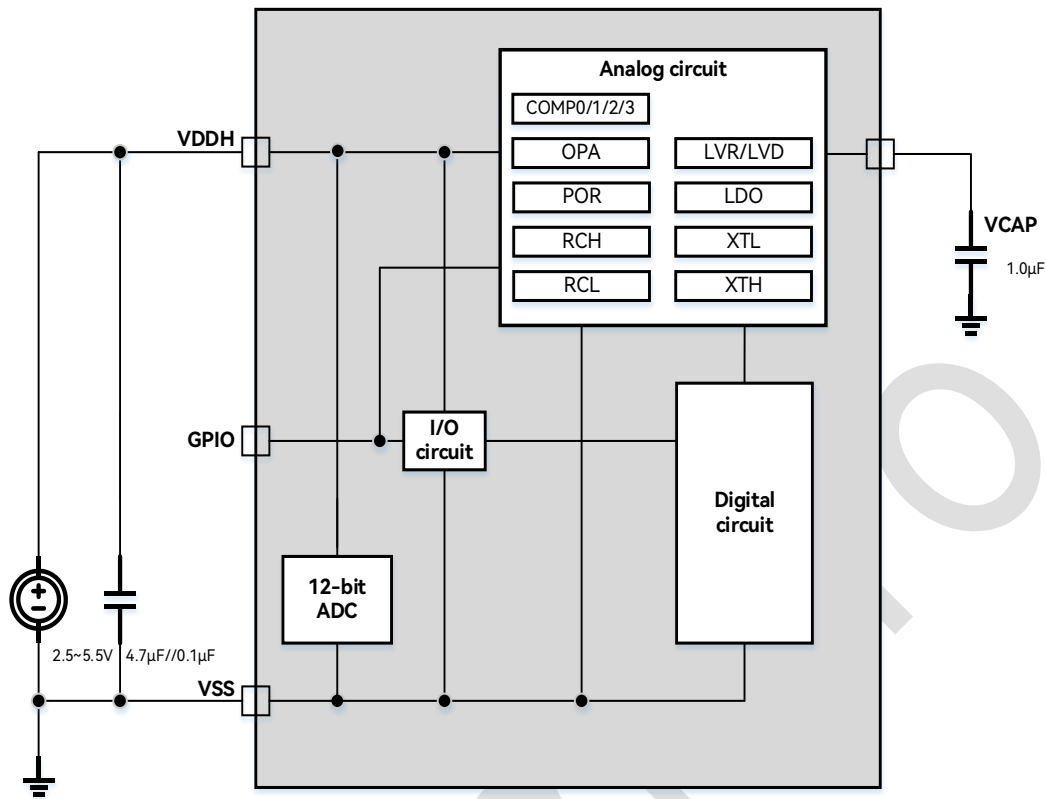 Analog circuit
COMP0/1/2/3
VDDH
OPA
LVR/LVD
POR
LDO
VCAP
RCH
XTL
1.0µF
RCL
XTH
GPIO
I/O
circuit
Digital
circuit
12-bit
ADC
+
−
2.5~5.5V
4.7µF//0.1µF
VSS